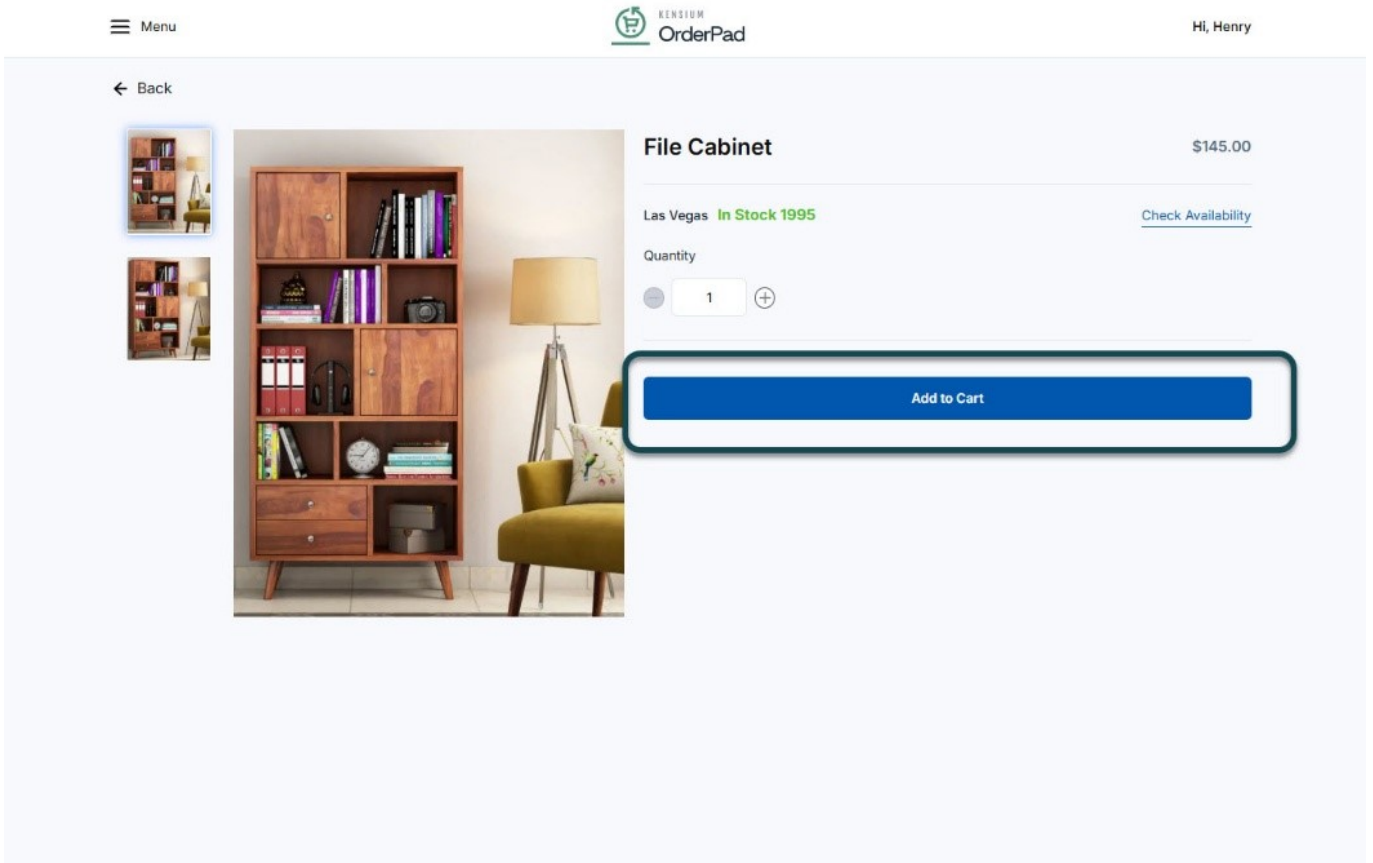 Menu
KENSIUM
OrderPad
Hi, Henry
Back
File Cabinet
$145.00
Las Vegas In Stock 1995
Check Availability
Quantity
1
Add to Cart